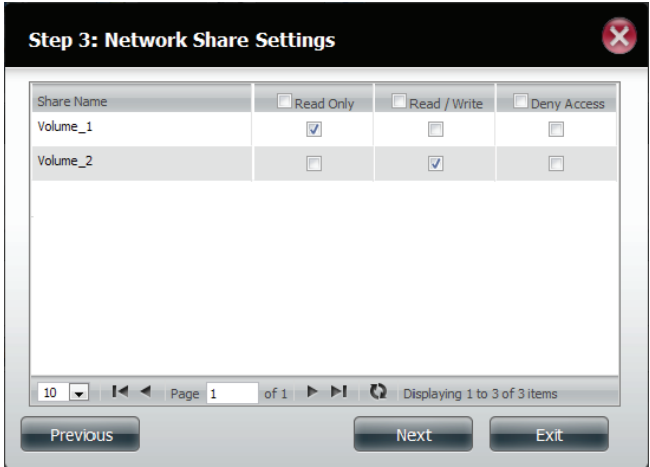 Step 3: Network Share Settings
Share Name Read Only Read / Write Deny Access
Volume_1
Volume_2
10 Page 1 of 1 Displaying 1 to 3 of 3 items
Previous Next Exit